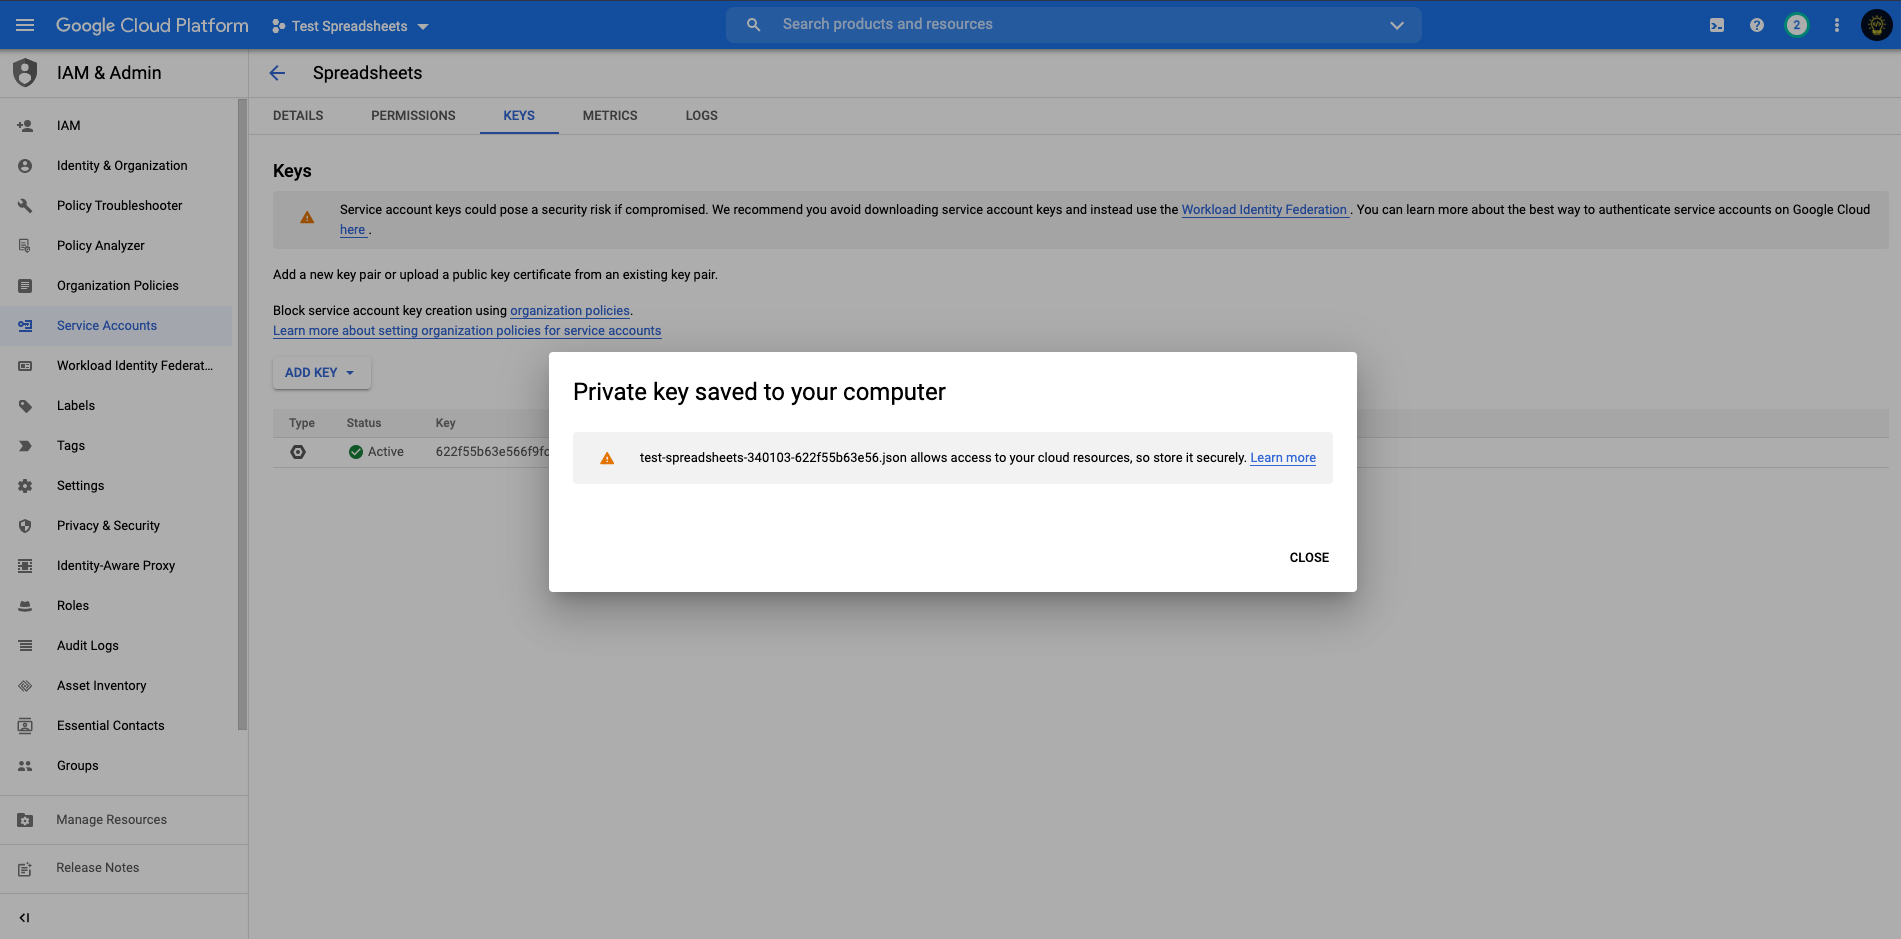 Google Cloud Platform
Test Spreadsheets
Search products and resources
2
IAM & Admin
Spreadsheets
DETAILS
PERMISSIONS
KEYS
METRICS
LOGS
IAM
Identity & Organization
Policy Troubleshooter
Policy Analyzer
Organization Policies
Service Accounts
Workload Identity Federat...
Labels
Tags
Settings
Privacy & Security
Identity-Aware Proxy
Roles
Audit Logs
Asset Inventory
Essential Contacts
Groups
Manage Resources
Release Notes
Keys
Service account keys could pose a security risk if compromised. We recommend you avoid downloading service account keys and instead use the Workload Identity Federation . You can learn more about the best way to authenticate service accounts on Google Cloud
here .
Add a new key pair or upload a public key certificate from an existing key pair.
Block service account key creation using organization policies.
Learn more about setting organization policies for service accounts
ADD KEY
Type Status Key
Active 622f55b63e566f9fc
Private key saved to your computer
test-spreadsheets-340103-622f55b63e56.json allows access to your cloud resources, so store it securely. Learn more
CLOSE